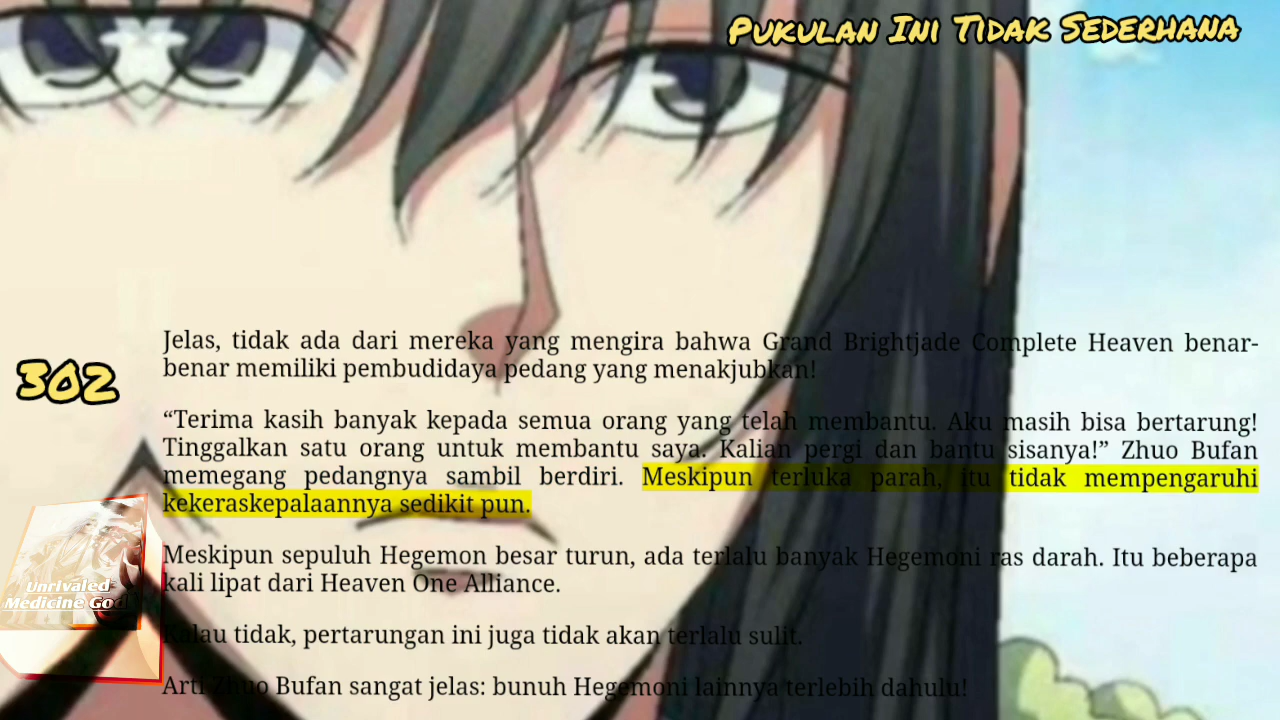 Pukulan Ini Tidak Sederhana
Jelas, tidak ada dari mereka yang mengira bahwa Grand Brightjade Complete Heaven benar-
benar memiliki pembudidaya pedang yang menakjubkan!
“Terima kasih banyak kepada semua orang yang telah membantu. Aku masih bisa bertarung!
Tinggalkan satu orang untuk membantu saya. Kalian pergi dan bantu sisanya!” Zhuo Bufan
memegang pedangnya sambil berdiri. Meskipun terluka parah, itu tidak mempengaruhi
kekeraskepalaannya sedikit pun.
Meskipun sepuluh Hegemon besar turun, ada terlalu banyak Hegemoni ras darah. Itu beberapa
kali lipat dari Heaven One Alliance.
Kalau tidak, pertarungan ini juga tidak akan terlalu sulit.
Arti Zhuo Bufan sangat jelas: bunuh Hegemoni lainnya terlebih dahulu!
302
Unrivaled
Medicine God